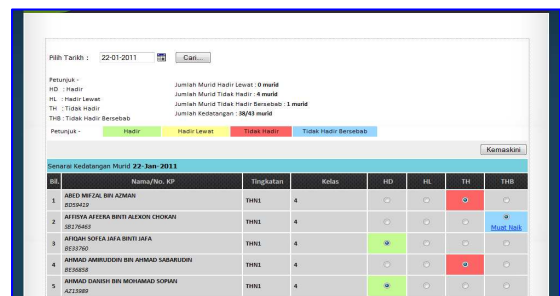 Pilih Tarikh : 22-01-2011 Cari...
Petunjuk -
HD : Hadir
HL : Hadir Lewat
TH : Tidak Hadir
THB : Tidak Hadir Bersebab
Jumlah Murid Hadir Lewat : 0 murid
Jumlah Murid Tidak Hadir : 4 murid
Jumlah Murid Tidak Hadir Bersebab : 1 murid
Jumlah Kedatangan : 38/43 murid
Petunjuk - Hadir Hadir Lewat Tidak Hadir Tidak Hadir Bersebab
Kemaskini
Senarai Kedatangan Murid 22-Jan-2011
Bil. Nama/No. KP Tingkatan Kelas HD HL TH THB
1 ABED MIFZAL BIN AZMAN THN1 4
BD59419
2 AFFISYA AFEERA BINTI ALEXON CHOKAN THN1 4
SB176463 Muat Naik
3 AFIQAH SOFEA JAFA BINTI JAFA THN1 4
BE33760
4 AHMAD AMIRUDDIN BIN AHMAD SABARUDIN THN1 4
BE36858
5 AHMAD DANISH BIN MOHAMAD SOPIAN THN1 4
AZ13989